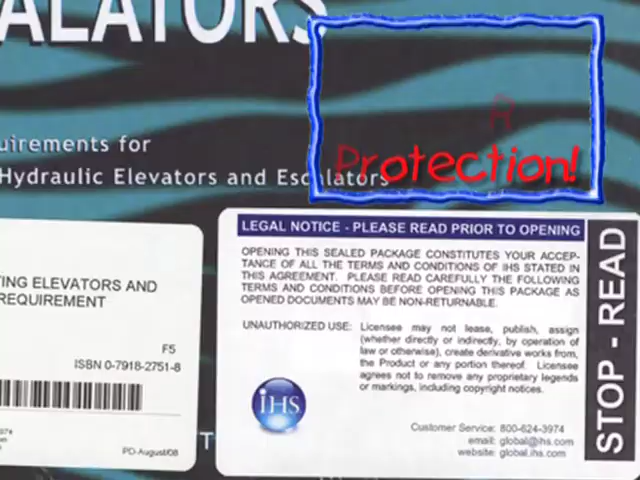 ALATORS
R
Protection!
uirements for
Hydraulic Elevators and Escalators
LEGAL NOTICE - PLEASE READ PRIOR TO OPENING
OPENING THIS SEALED PACKAGE CONSTITUTES YOUR ACCEP-
TANCE OF ALL THE TERMS AND CONDITIONS OF IHS STATED IN
THIS AGREEMENT. PLEASE READ CAREFULLY THE FOLLOWING
TERMS AND CONDITIONS BEFORE OPENING THIS PACKAGE AS
OPENED DOCUMENTS MAY BE NON-RETURNABLE.
UNAUTHORIZED USE: Licensee may not lease, publish, assign
(whether directly or indirectly, by operation of
law or otherwise), create derivative works from,
the Product or any portion thereof. Licensee
agrees not to remove any proprietary legends
or markings, including copyright notices.
IHS
Customer Service: 800-624-3974
email: global@ihs.com
website: global.ihs.com
STOP - READ
TING ELEVATORS AND
REQUIREMENT
F5
ISBN 0-7918-2751-8
PD-August/08
T